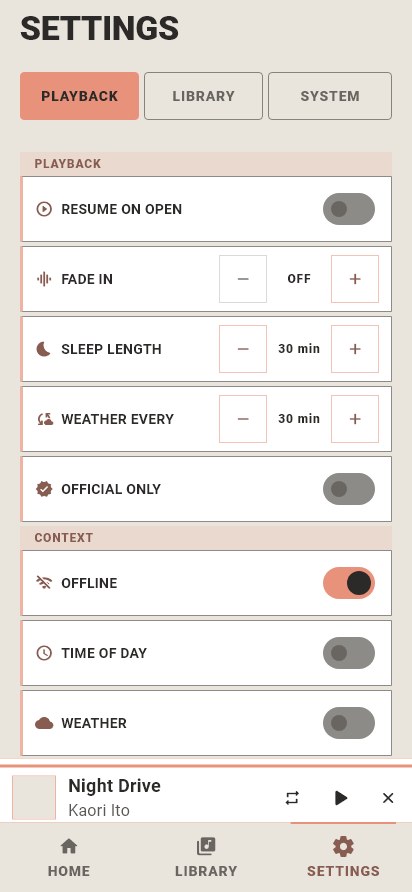 SETTINGS
PLAYBACK LIBRARY SYSTEM
PLAYBACK
RESUME ON OPEN
FADE IN − OFF +
SLEEP LENGTH − 30 min +
WEATHER EVERY − 30 min +
OFFICIAL ONLY
CONTEXT
OFFLINE
TIME OF DAY
WEATHER
Night Drive
Kaori Ito
HOME LIBRARY SETTINGS